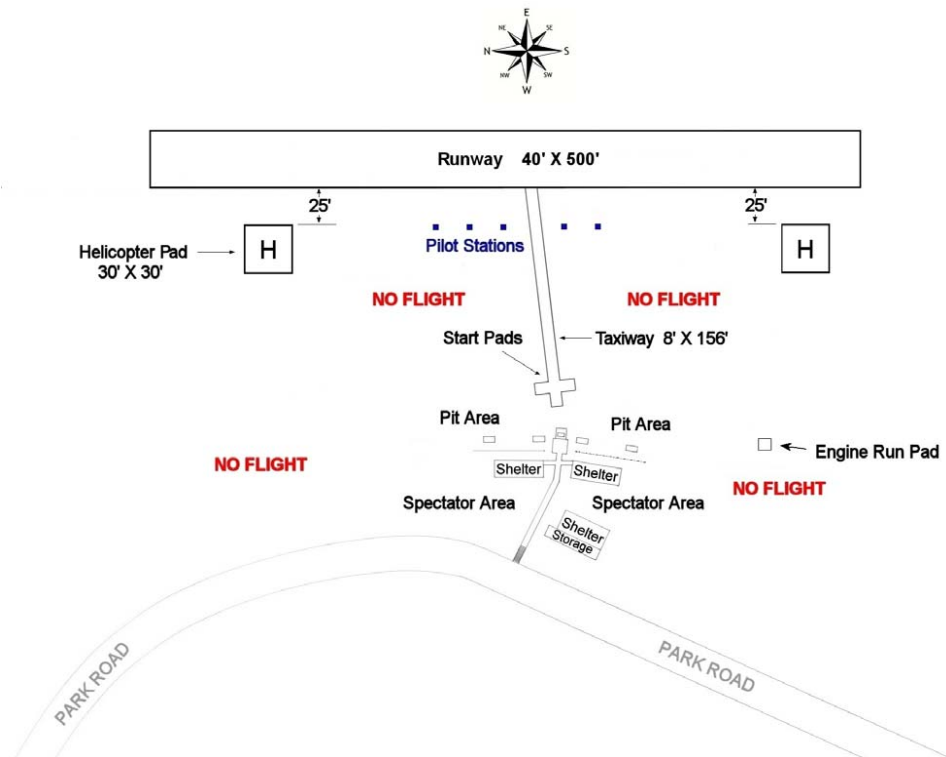 E
NE
SE
N
S
NW
SW
W
Runway 40' X 500'
25'
25'
H
H
Helicopter Pad
30' X 30'
Pilot Stations
NO FLIGHT
NO FLIGHT
Start Pads
Taxiway 8' X 156'
Pit Area
Pit Area
Engine Run Pad
NO FLIGHT
Shelter
Shelter
NO FLIGHT
Spectator Area
Spectator Area
Shelter
Storage
PARK ROAD
PARK ROAD